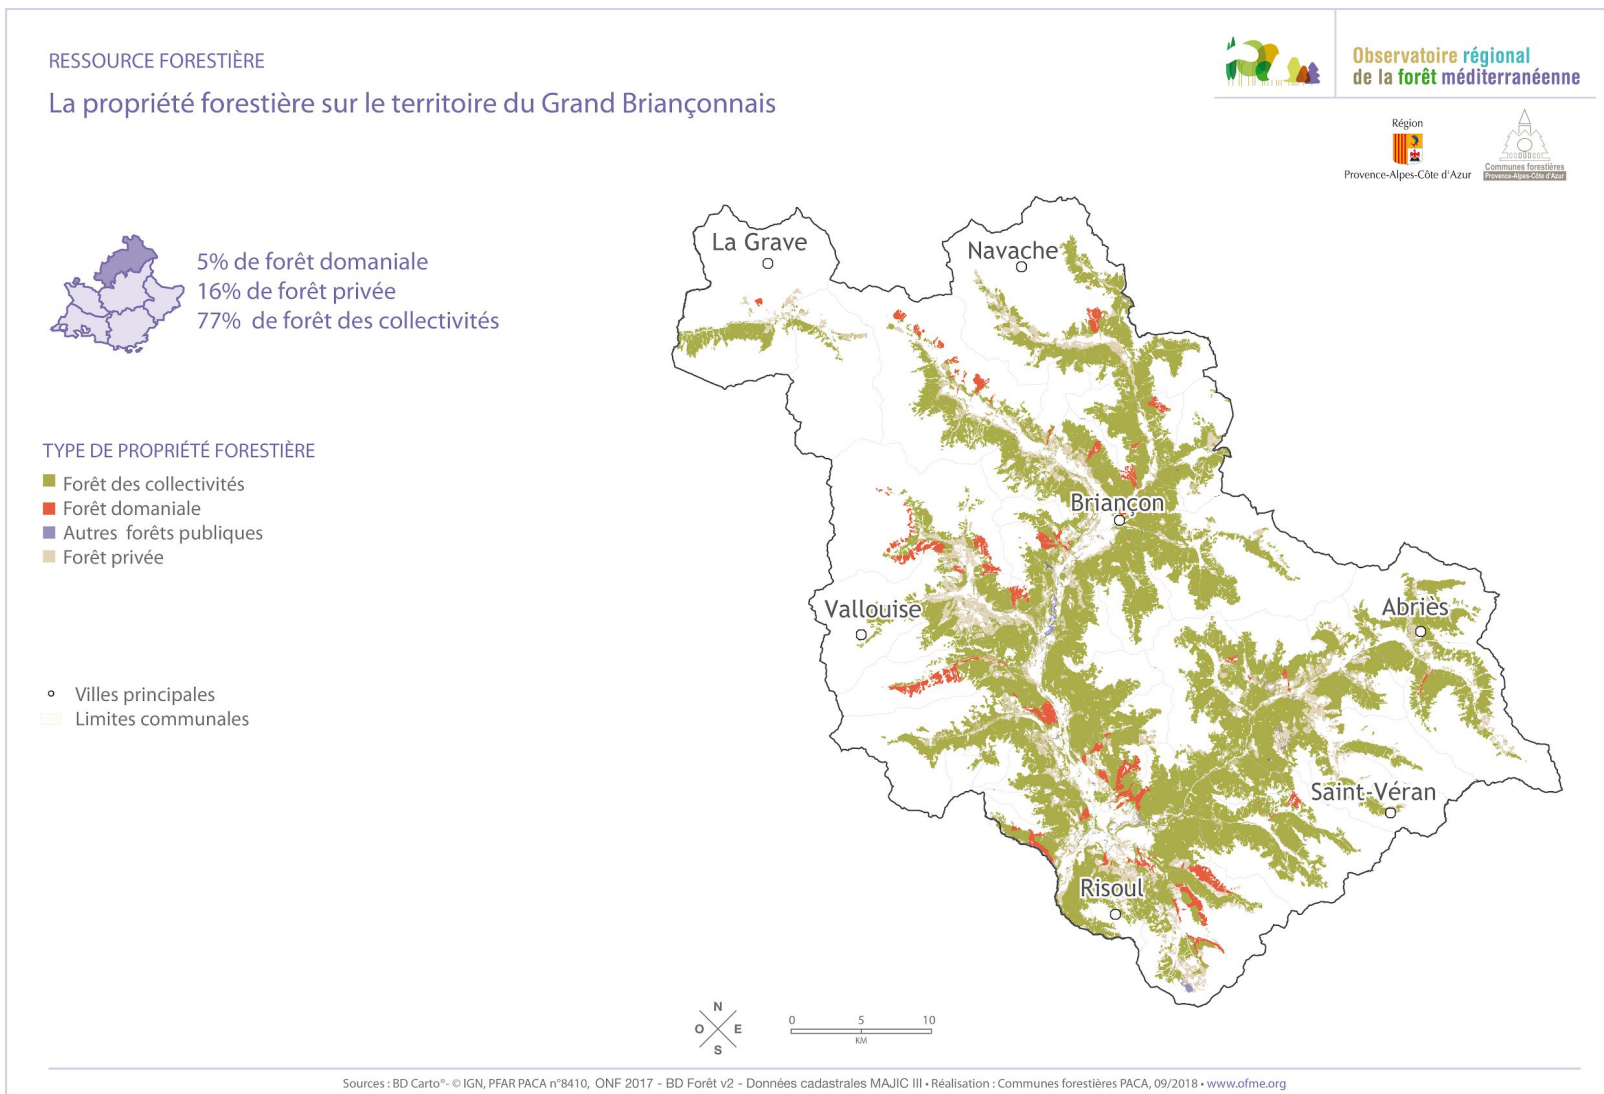 RESSOURCE FORESTIÈRE
La propriété forestière sur le territoire du Grand Briançonnais
Observatoire régional
de la forêt méditerranéenne
Région
Provence-Alpes-Côte d'Azur
Communes forestières
Provence-Alpes-Côte d'Azur
5% de forêt domaniale
16% de forêt privée
77% de forêt des collectivités
TYPE DE PROPRIÉTÉ FORESTIÈRE
Forêt des collectivités
Forêt domaniale
Autres forêts publiques
Forêt privée
Villes principales
Limites communales
La Grave
Navache
Briançon
Vallouise
Abriès
Saint-Véran
Risoul
N
O E
S
0 5 10
KM
Sources : BD Carto®- © IGN, PFAR PACA n°8410, ONF 2017 - BD Forêt v2 - Données cadastrales MAJIC III • Réalisation : Communes forestières PACA, 09/2018 • www.ofme.org